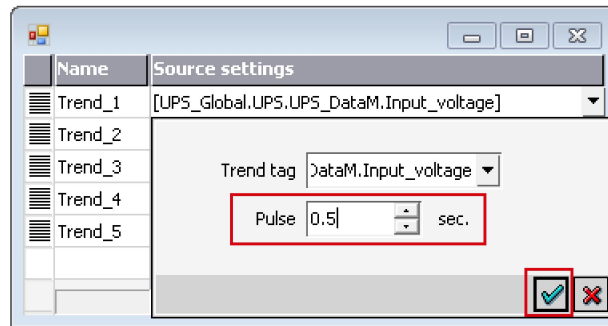 Name Source settings
Trend_1 [UPS_Global.UPS.UPS_DataM.Input_voltage]
Trend_2
Trend_3
Trend_4
Trend_5
Trend tag DataM.Input_voltage
Pulse 0.5 sec.